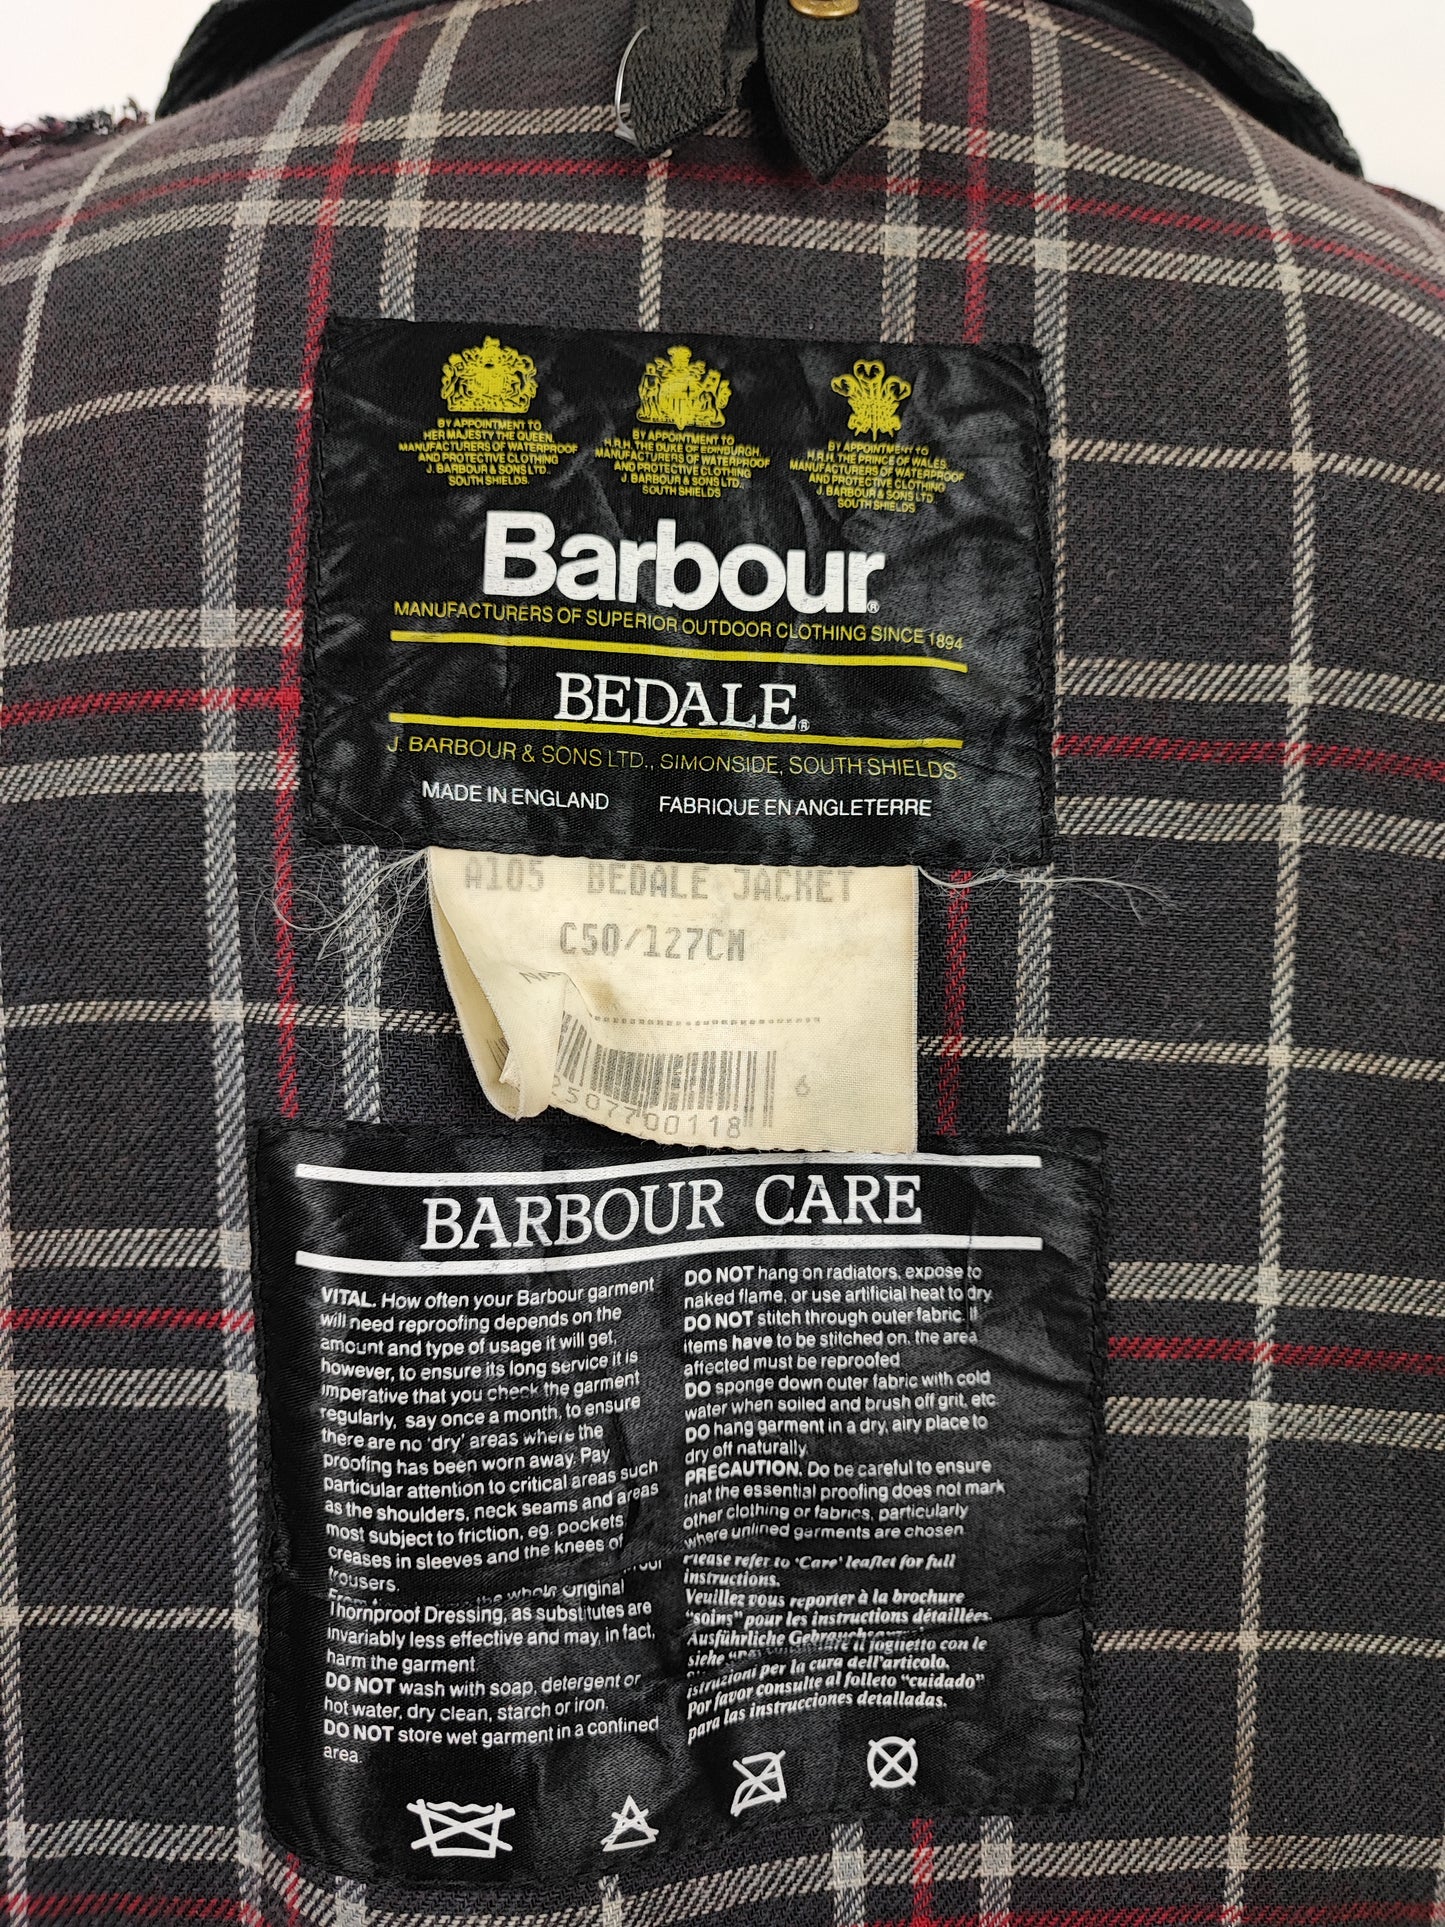 BY APPOINTMENT TO
HER MAJESTY THE QUEEN
MANUFACTURERS OF WATERPROOF
AND PROTECTIVE CLOTHING
J. BARBOUR & SONS LTD.
SOUTH SHIELDS.
BY APPOINTMENT TO
H.R.H. THE DUKE OF EDINBURGH
MANUFACTURERS OF WATERPROOF
AND PROTECTIVE CLOTHING
J. BARBOUR & SONS LTD.,
SOUTH SHIELDS
BY APPOINTMENT TO
H.R.H. THE PRINCE OF WALES
MANUFACTURERS OF WATERPROOF
AND PROTECTIVE CLOTHING
J. BARBOUR & SONS LTD
SOUTH SHIELDS
Barbour®
MANUFACTURERS OF SUPERIOR OUTDOOR CLOTHING SINCE 1894
BEDALE®
J. BARBOUR & SONS LTD., SIMONSIDE, SOUTH SHIELDS.
MADE IN ENGLAND FABRIQUE EN ANGLETERRE
A105 BEDALE JACKET
C50/127CM
507700118 6
BARBOUR CARE
VITAL. How often your Barbour garment
will need reproofing depends on the
amount and type of usage it will get,
however, to ensure its long service it is
imperative that you check the garment
regularly, say once a month, to ensure
there are no 'dry' areas where the
proofing has been worn away. Pay
particular attention to critical areas such
as the shoulders, neck seams and areas
most subject to friction, eg. pockets,
creases in sleeves and the knees of
trousers.
the whole Original
Thornproof Dressing, as substitutes are
invariably less effective and may, in fact,
harm the garment.
DO NOT wash with soap, detergent or
hot water, dry clean, starch or iron.
DO NOT store wet garment in a confined
area.
DO NOT hang on radiators, expose to
naked flame, or use artificial heat to dry.
DO NOT stitch through outer fabric. If
items have to be stitched on, the area
affected must be reproofed.
DO sponge down outer fabric with cold
water when soiled and brush off grit, etc
DO hang garment in a dry, airy place to
dry off naturally.
PRECAUTION. Do be careful to ensure
that the essential proofing does not mark
other clothing or fabrics, particularly
where unlined garments are chosen.
Please refer to 'Care' leaflet for full
instructions.
Veuillez vous reporter à la brochure
"soins" pour les instructions détaillées.
Ausführliche
siehe il foglietto con le
istruzioni per la cura dell'articolo.
Por favor consulte al folleto "cuidado"
para las instrucciones detalladas.